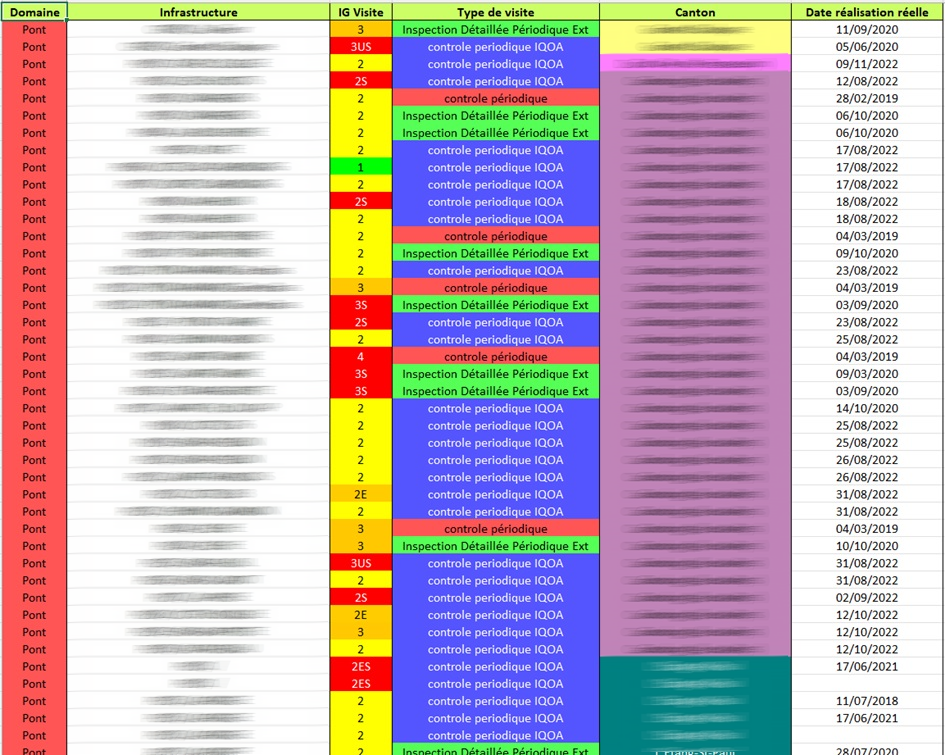 Domaine Infrastructure IG Visite Type de visite Canton Date réalisation réelle
Pont 3 Inspection Détaillée Périodique Ext 11/09/2020
Pont 3US controle periodique IQOA 05/06/2020
Pont 2 controle periodique IQOA 09/11/2022
Pont 2S controle periodique IQOA 12/08/2022
Pont 2 controle périodique 28/02/2019
Pont 2 Inspection Détaillée Périodique Ext 06/10/2020
Pont 2 Inspection Détaillée Périodique Ext 06/10/2020
Pont 2 controle periodique IQOA 17/08/2022
Pont 1 controle periodique IQOA 17/08/2022
Pont 2 controle periodique IQOA 17/08/2022
Pont 2S controle periodique IQOA 18/08/2022
Pont 2 controle periodique IQOA 18/08/2022
Pont 2 controle périodique 04/03/2019
Pont 2 Inspection Détaillée Périodique Ext 09/10/2020
Pont 2 controle periodique IQOA 23/08/2022
Pont 3 controle périodique 04/03/2019
Pont 3S Inspection Détaillée Périodique Ext 03/09/2020
Pont 2S controle periodique IQOA 23/08/2022
Pont 2 controle periodique IQOA 25/08/2022
Pont 4 controle périodique 04/03/2019
Pont 3S Inspection Détaillée Périodique Ext 09/03/2020
Pont 3S Inspection Détaillée Périodique Ext 03/09/2020
Pont 2 controle periodique IQOA 14/10/2020
Pont 2 controle periodique IQOA 25/08/2022
Pont 2 controle periodique IQOA 25/08/2022
Pont 2 controle periodique IQOA 26/08/2022
Pont 2 controle periodique IQOA 26/08/2022
Pont 2E controle periodique IQOA 31/08/2022
Pont 2 controle periodique IQOA 31/08/2022
Pont 3 controle périodique 04/03/2019
Pont 3 Inspection Détaillée Périodique Ext 10/10/2020
Pont 3US controle periodique IQOA 31/08/2022
Pont 2 controle periodique IQOA 31/08/2022
Pont 2S controle periodique IQOA 02/09/2022
Pont 2E controle periodique IQOA 12/10/2022
Pont 3 controle periodique IQOA 12/10/2022
Pont 2 controle periodique IQOA 12/10/2022
Pont 2ES controle periodique IQOA 17/06/2021
Pont 2ES controle periodique IQOA
Pont 2 controle periodique IQOA 11/07/2018
Pont 2 controle periodique IQOA 17/06/2021
Pont 2 controle periodique IQOA
Pont 2 Inspection Détaillée Périodique Ext 28/07/2020